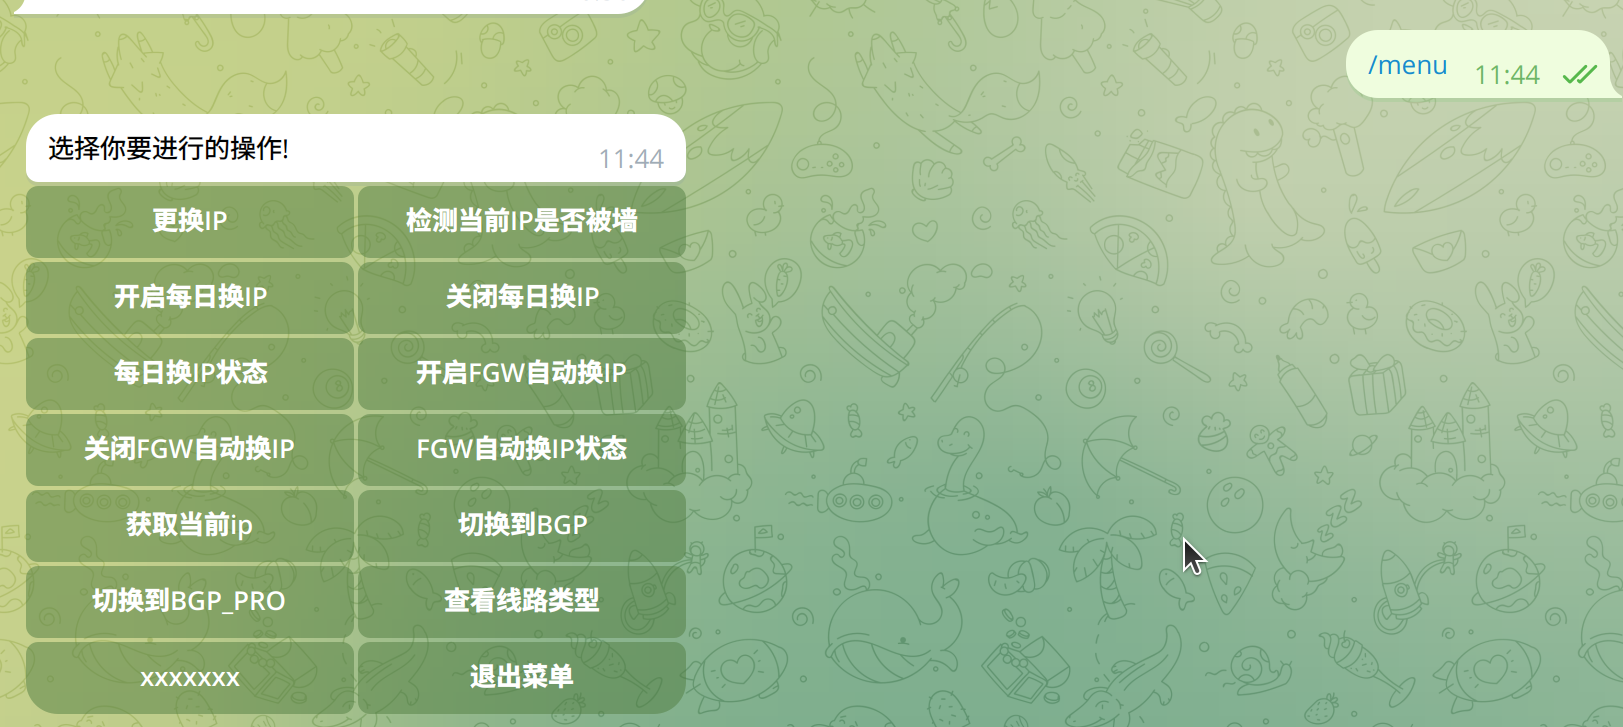 /menu 11:44
选择你要进行的操作!
11:44
更换IP
检测当前IP是否被墙
开启每日换IP
关闭每日换IP
每日换IP状态
开启FGW自动换IP
关闭FGW自动换IP
FGW自动换IP状态
获取当前ip
切换到BGP
切换到BGP_PRO
查看线路类型
xxxxxxx
退出菜单